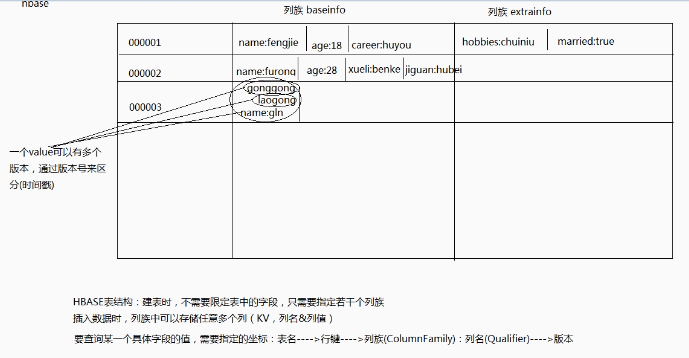 hbase
列族 baseinfo
列族 extrainfo
000001
name:fengjie
age:18
career:huyou
hobbies:chuiniu
married:true
000002
name:furong
age:28
xueli:benke
jiguan:hubei
000003
gonggong
laogong
name:gln
一个value可以有多个
版本，通过版本号来区
分(时间戳)
HBASE表结构：建表时，不需要限定表中的字段，只需要指定若干个列族
插入数据时，列族中可以存储任意多个列（KV，列名&列值）
要查询某一个具体字段的值，需要指定的坐标：表名---->行键---->列族(ColumnFamily)：列名(Qualifier)---->版本